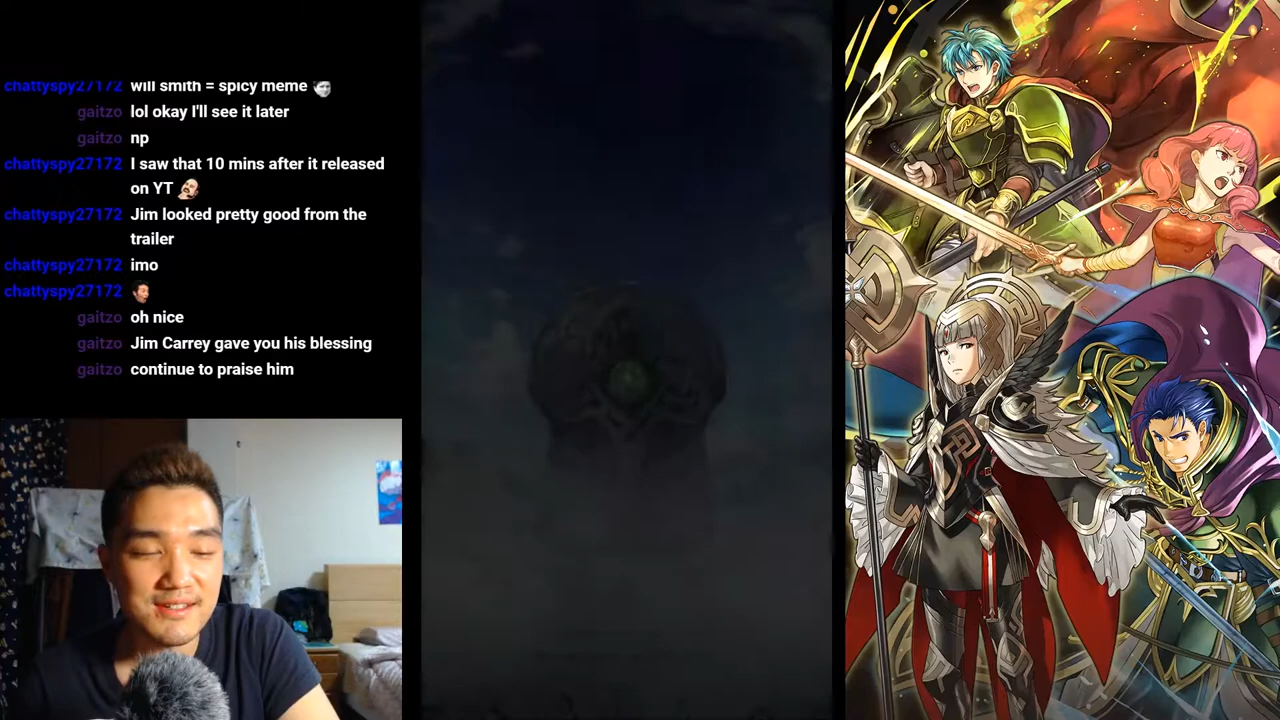 chattyspy27172 will smith = spicy meme
gaitzo lol okay I'll see it later
gaitzo np
chattyspy27172 I saw that 10 mins after it released
on YT
chattyspy27172 Jim looked pretty good from the
trailer
chattyspy27172 imo
chattyspy27172
gaitzo oh nice
gaitzo Jim Carrey gave you his blessing
gaitzo continue to praise him